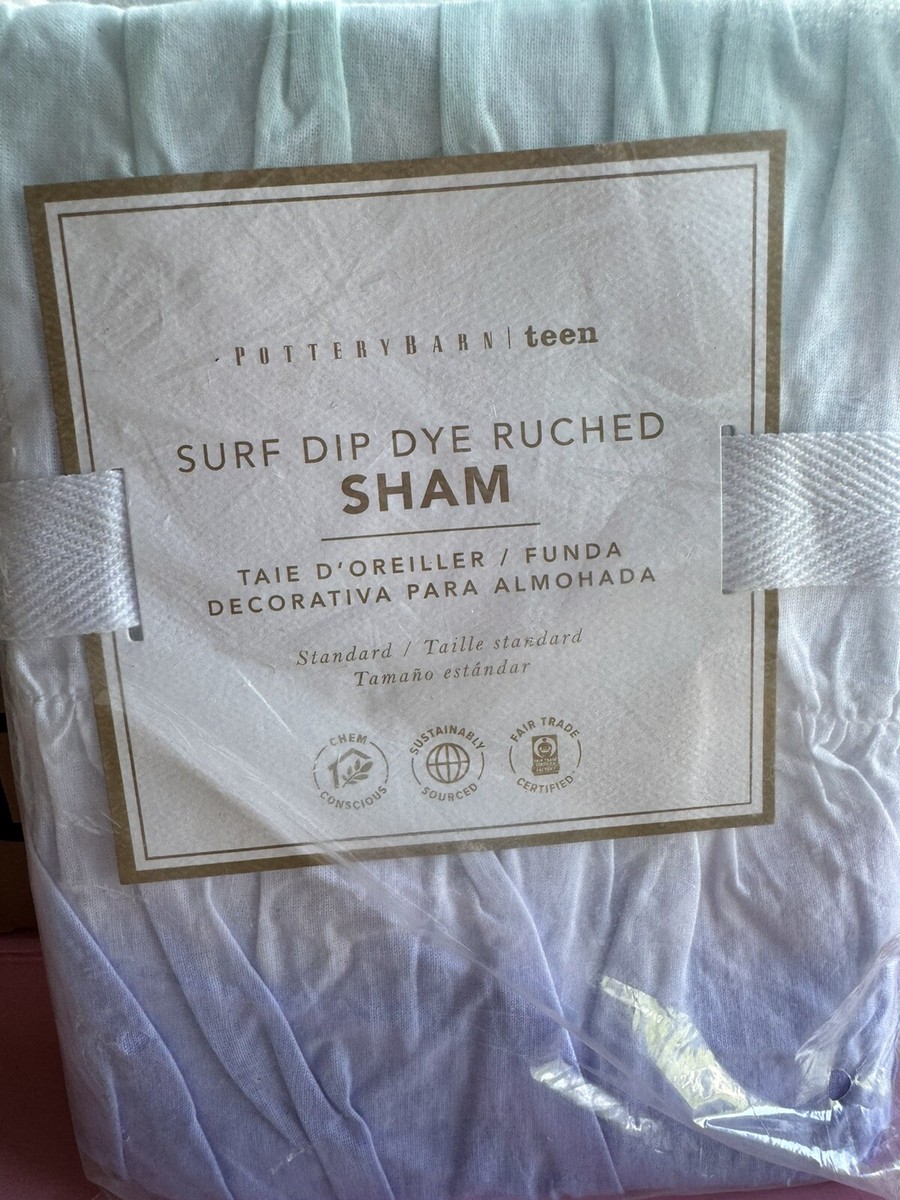 POTTERYBARN | teen
SURF DIP DYE RUCHED
SHAM
TAIE D'OREILLER / FUNDA
DECORATIVA PARA ALMOHADA
Standard / Taille standard
Tamaño estándar
CHEM CONSCIOUS
SUSTAINABLY SOURCED
FAIR TRADE CERTIFIED